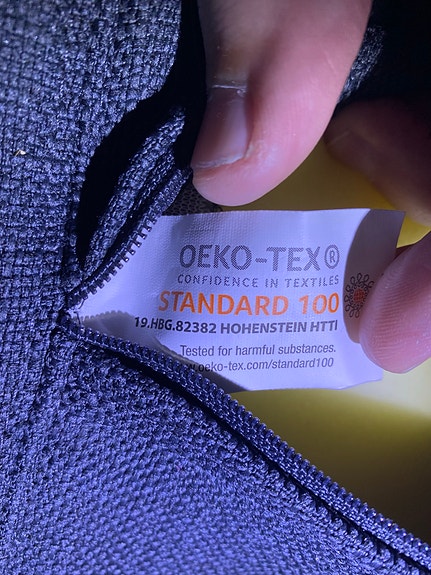 OEKO-TEX®
CONFIDENCE IN TEXTILES
STANDARD 100
19.HBG.82382 HOHENSTEIN HTTI
Tested for harmful substances.
.oeko-tex.com/standard100